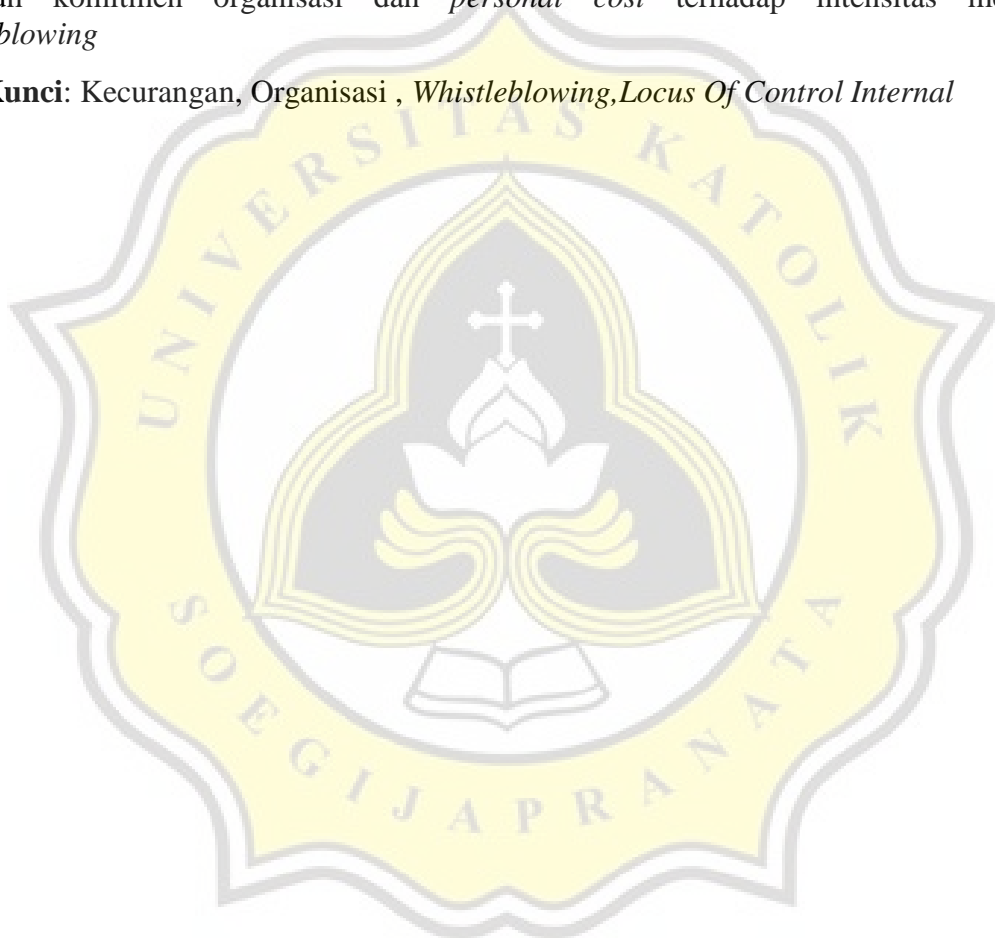 komitmen organisasi dan personal cost terhadap intensitas
blowing
Kunci: Kecurangan, Organisasi , Whistleblowing,Locus Of Control Internal
UNIVERSITAS KATOLIK
SOEGIJAPRANATA